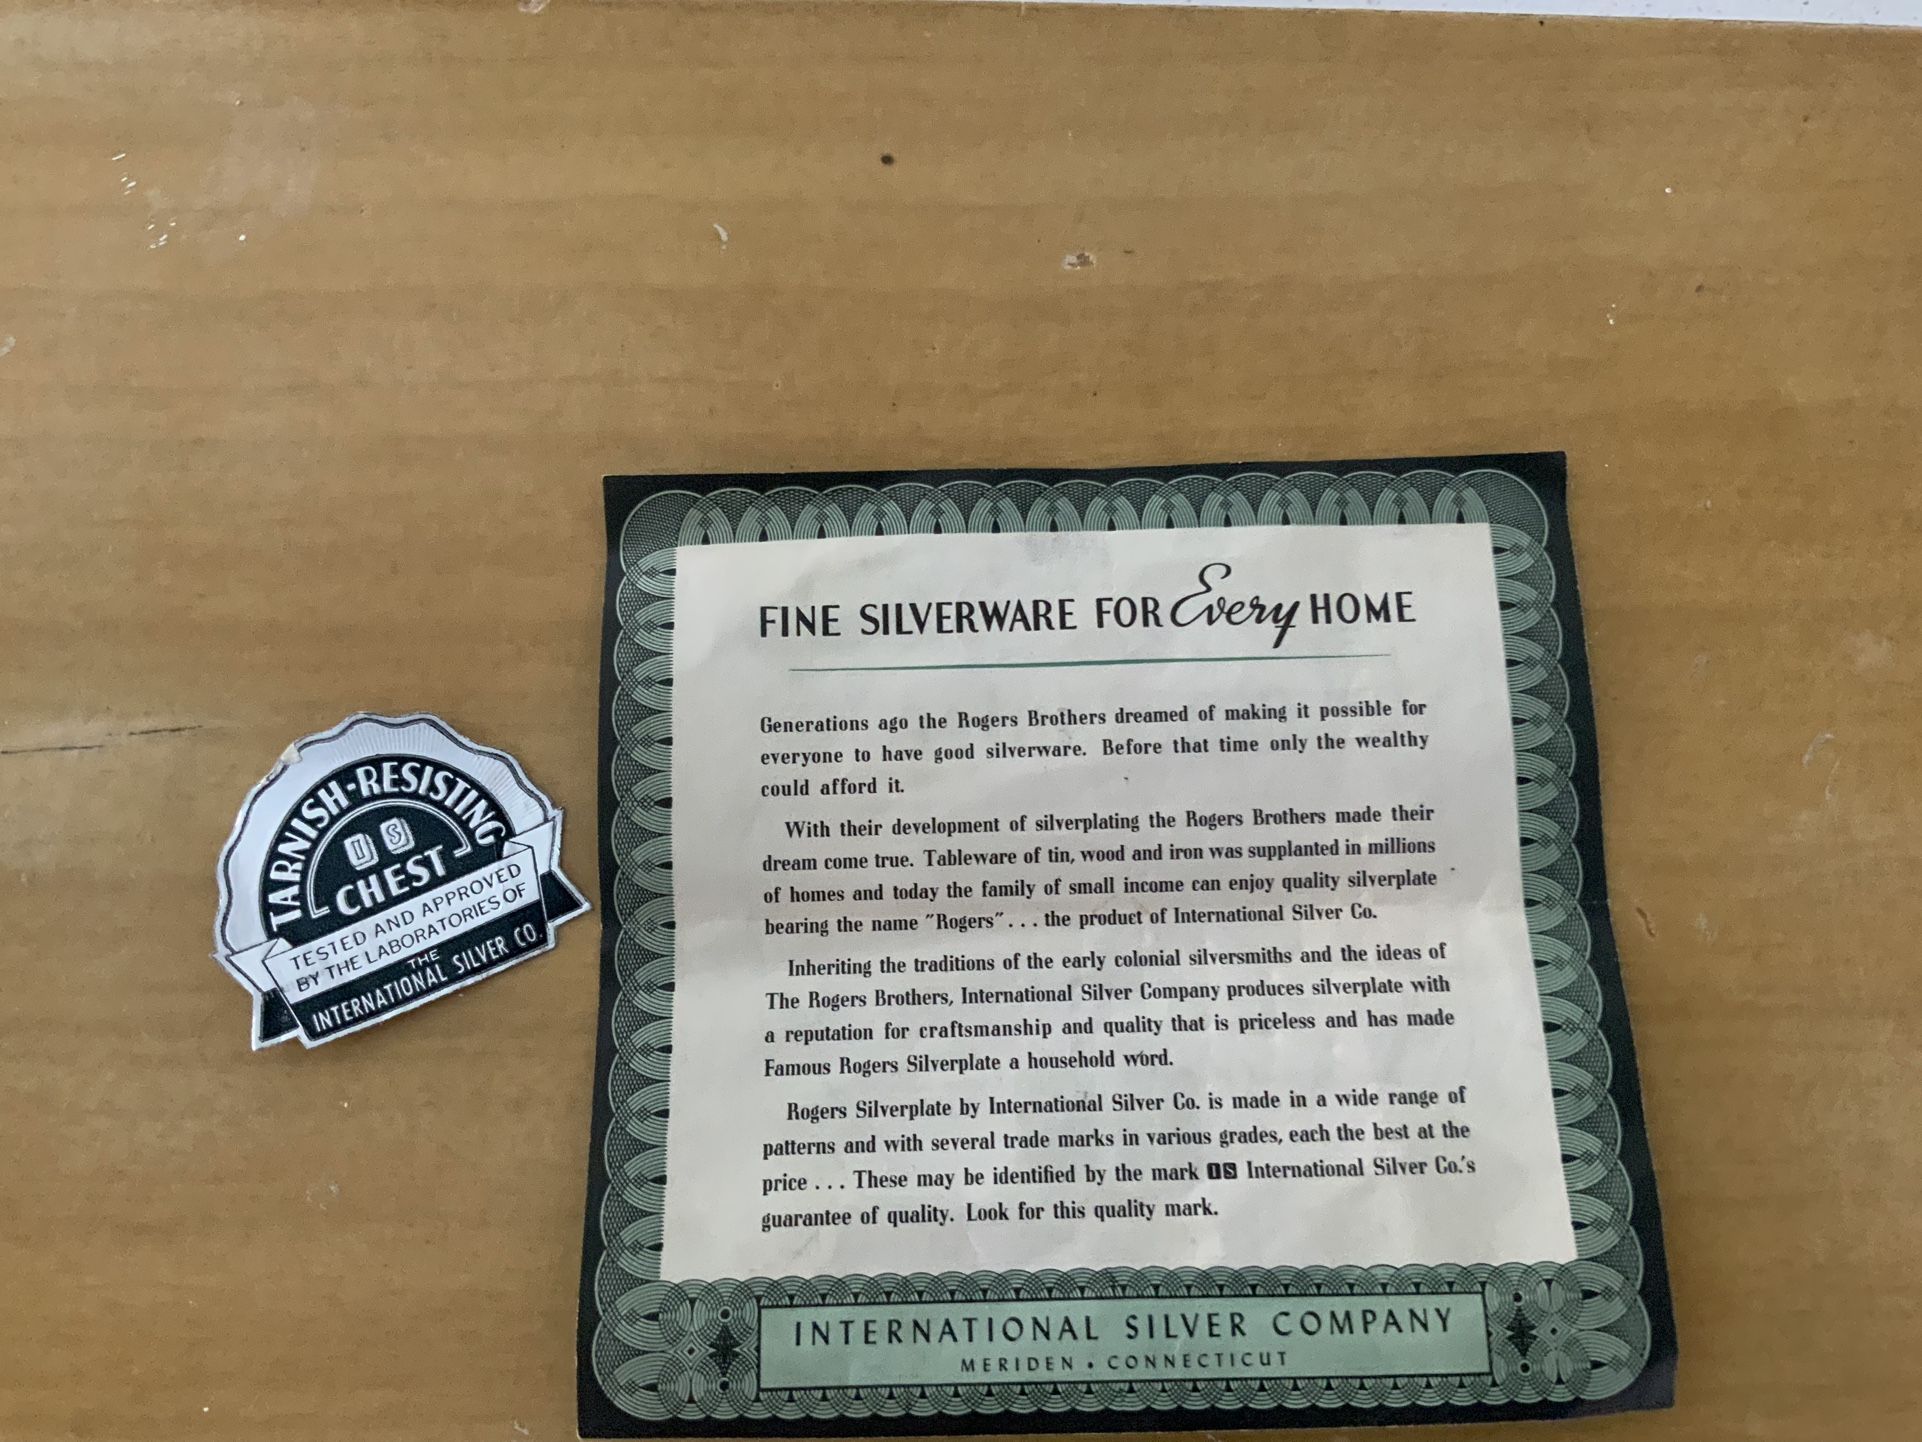 TARNISH-RESISTING
IS
CHEST
TESTED AND APPROVED
BY THE LABORATORIES OF
THE
INTERNATIONAL SILVER CO.
FINE SILVERWARE FOR Every HOME
Generations ago the Rogers Brothers dreamed of making it possible for
everyone to have good silverware. Before that time only the wealthy
could afford it.
With their development of silverplating the Rogers Brothers made their
dream come true. Tableware of tin, wood and iron was supplanted in millions
of homes and today the family of small income can enjoy quality silverplate
bearing the name "Rogers" . . . the product of International Silver Co.
Inheriting the traditions of the early colonial silversmiths and the ideas of
The Rogers Brothers, International Silver Company produces silverplate with
a reputation for craftsmanship and quality that is priceless and has made
Famous Rogers Silverplate a household word.
Rogers Silverplate by International Silver Co. is made in a wide range of
patterns and with several trade marks in various grades, each the best at the
price . . . These may be identified by the mark IS International Silver Co.'s
guarantee of quality. Look for this quality mark.
INTERNATIONAL SILVER COMPANY
MERIDEN • CONNECTICUT